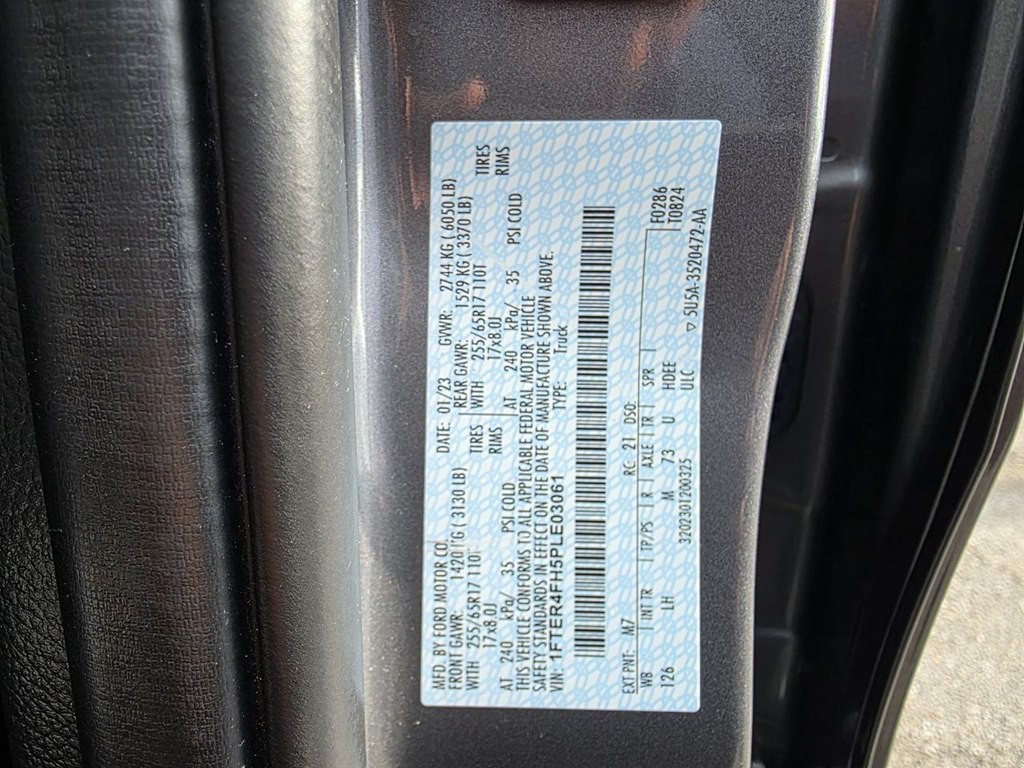 MFD. BY FORD MOTOR CO. DATE: 01/23 GVWR: 2744 KG ( 6050 LB)
FRONT GAWR: 1420 KG ( 3130 LB) REAR GAWR: 1529 KG ( 3370 LB)
WITH 255/65R17 110T TIRES WITH 255/65R17 110T TIRES
17x8.0J RIMS 17x8.0J RIMS
AT 240 kPa/ 35 PSI COLD AT 240 kPa/ 35 PSI COLD
THIS VEHICLE CONFORMS TO ALL APPLICABLE FEDERAL MOTOR VEHICLE
SAFETY STANDARDS IN EFFECT ON THE DATE OF MANUFACTURE SHOWN ABOVE.
VIN: 1FTER4FH5PLE03061 TYPE: Truck
EXT PNT: M7 RC: 21 DSO: F0286
WB INT TR TP/PS R AXLE TR SPR T0824
126 LH M 73 U HDEE
3202301200325 ULC 5U5A-3520472-AA